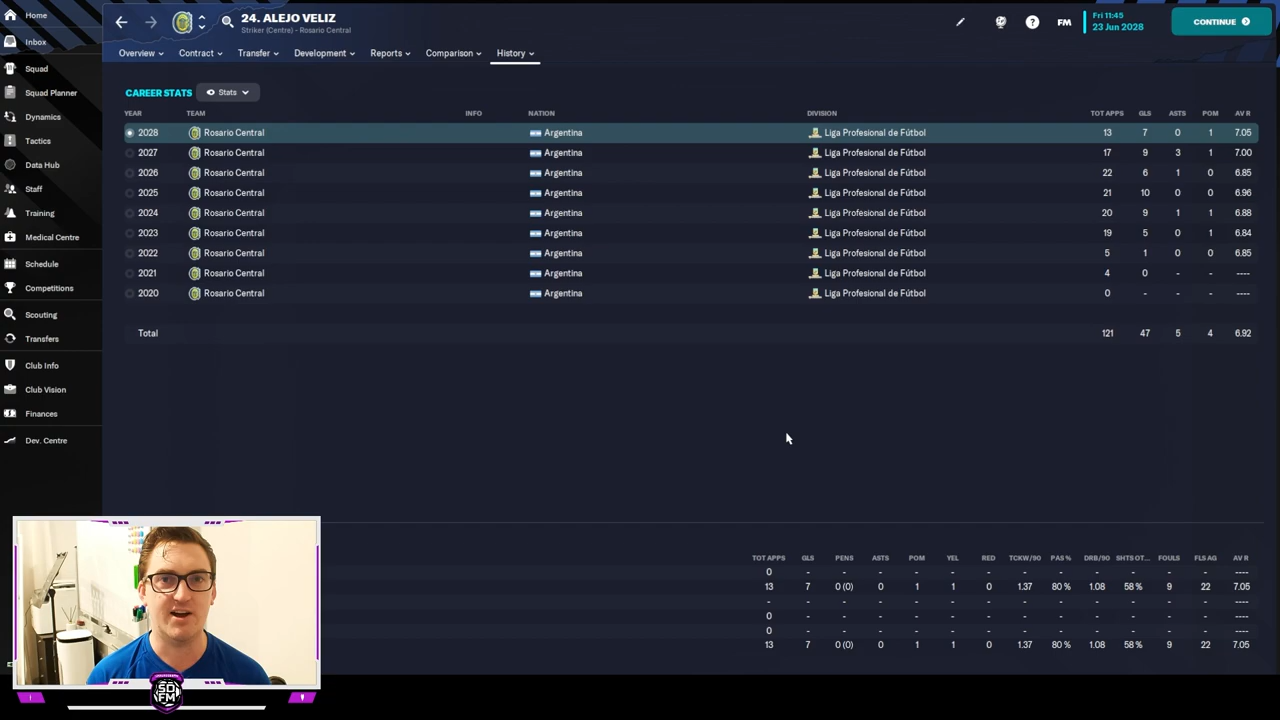 Home
Inbox
Squad
Squad Planner
Dynamics
Tactics
Data Hub
Staff
Training
Medical Centre
Schedule
Competitions
Scouting
Transfers
Club Info
Club Vision
Finances
Dev. Centre
24. ALEJO VELIZ
Striker (Centre) - Rosario Central
FM
Fri 11:45
23 Jun 2028
CONTINUE
Overview Contract Transfer Development Reports Comparison History
CAREER STATS Stats
YEAR TEAM INFO NATION DIVISION TOT APPS GLS ASTS POM AV R
2028 Rosario Central Argentina Liga Profesional de Fútbol 13 7 0 1 7.05
2027 Rosario Central Argentina Liga Profesional de Fútbol 17 9 3 1 7.00
2026 Rosario Central Argentina Liga Profesional de Fútbol 22 6 1 0 6.85
2025 Rosario Central Argentina Liga Profesional de Fútbol 21 10 0 0 6.96
2024 Rosario Central Argentina Liga Profesional de Fútbol 20 9 1 1 6.88
2023 Rosario Central Argentina Liga Profesional de Fútbol 19 5 0 1 6.84
2022 Rosario Central Argentina Liga Profesional de Fútbol 5 1 0 0 6.85
2021 Rosario Central Argentina Liga Profesional de Fútbol 4 0 - - ----
2020 Rosario Central Argentina Liga Profesional de Fútbol 0 - - - ----
Total 121 47 5 4 6.92
TOT APPS GLS PENS ASTS POM YEL RED TCKW/90 PAS % DRB/90 SHTS OT... FOULS FLS AG AV R
0 - - - - - - - - - - - - ----
13 7 0 (0) 0 1 1 0 1.37 80 % 1.08 58 % 9 22 7.05
- - - - - - - - - - - - - ----
0 - - - - - - - - - - - - ----
0 - - - - - - - - - - - - ----
13 7 0 (0) 0 1 1 0 1.37 80 % 1.08 58 % 9 22 7.05
SD
FM